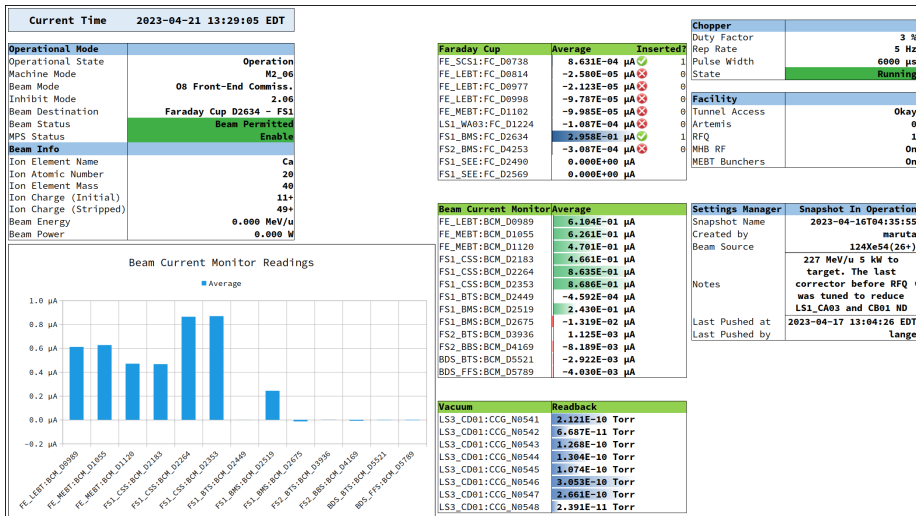 Current Time 2023-04-21 13:29:05 EDT
Operational Mode
Operational State Operation
Machine Mode M2_06
Beam Mode O8 Front-End Commiss.
Inhibit Mode 2.06
Beam Destination Faraday Cup D2634 - FS1
Beam Status Beam Permitted
MPS Status Enable
Beam Info
Ion Element Name Ca
Ion Atomic Number 20
Ion Element Mass 40
Ion Charge (Initial) 11+
Ion Charge (Stripped) 49+
Beam Energy 0.000 MeV/u
Beam Power 0.000 W
Beam Current Monitor Readings
Average
1.0 µA
0.8 µA
0.6 µA
0.4 µA
0.2 µA
0.0 µA
-0.2 µA
FE_LEBT:BCM_D0989
FE_MEBT:BCM_D1055
FE_MEBT:BCM_D1120
FS1_CSS:BCM_D2183
FS1_CSS:BCM_D2264
FS1_CSS:BCM_D2353
FS1_BTS:BCM_D2449
FS1_BMS:BCM_D2519
FS1_BMS:BCM_D2675
FS2_BTS:BCM_D3936
FS2_BBS:BCM_D4169
BDS_BTS:BCM_D5521
BDS_FFS:BCM_D5789
Faraday Cup Average Inserted?
FE_SCS1:FC_D0738 8.631E-04 µA 1
FE_LEBT:FC_D0814 -2.580E-05 µA 0
FE_LEBT:FC_D0977 -2.123E-05 µA 0
FE_LEBT:FC_D0998 -9.787E-05 µA 0
FE_MEBT:FC_D1102 -9.985E-05 µA 0
LS1_WA03:FC_D1224 -1.087E-04 µA 0
FS1_BMS:FC_D2634 2.958E-01 µA 1
FS2_BMS:FC_D4253 -3.087E-04 µA 0
FS1_SEE:FC_D2490 0.000E+00 µA
FS1_SEE:FC_D2569 0.000E+00 µA
Beam Current Monitor Average
FE_LEBT:BCM_D0989 6.104E-01 µA
FE_MEBT:BCM_D1055 6.261E-01 µA
FE_MEBT:BCM_D1120 4.701E-01 µA
FS1_CSS:BCM_D2183 4.661E-01 µA
FS1_CSS:BCM_D2264 8.635E-01 µA
FS1_CSS:BCM_D2353 8.686E-01 µA
FS1_BTS:BCM_D2449 -4.592E-04 µA
FS1_BMS:BCM_D2519 2.430E-01 µA
FS1_BMS:BCM_D2675 -1.319E-02 µA
FS2_BTS:BCM_D3936 1.125E-03 µA
FS2_BBS:BCM_D4169 -8.189E-03 µA
BDS_BTS:BCM_D5521 -2.922E-03 µA
BDS_FFS:BCM_D5789 -4.030E-03 µA
Vacuum Readback
LS3_CD01:CCG_N0541 2.121E-10 Torr
LS3_CD01:CCG_N0542 6.687E-11 Torr
LS3_CD01:CCG_N0543 1.268E-10 Torr
LS3_CD01:CCG_N0544 1.304E-10 Torr
LS3_CD01:CCG_N0545 1.074E-10 Torr
LS3_CD01:CCG_N0546 3.053E-10 Torr
LS3_CD01:CCG_N0547 2.661E-10 Torr
LS3_CD01:CCG_N0548 2.391E-11 Torr
Chopper
Duty Factor 3 %
Rep Rate 5 Hz
Pulse Width 6000 µs
State Running
Facility
Tunnel Access Okay
Artemis 0
RFQ 1
MHB RF On
MEBT Bunchers On
Settings Manager Snapshot In Operation
Snapshot Name 2023-04-16T04:35:55
Created by maruta
Beam Source 124Xe54(26+)
227 MeV/u 5 kW to
target. The last
Notes corrector before RFQ
was tuned to reduce
LS1_CA03 and CB01 ND
Last Pushed at 2023-04-17 13:04:26 EDT
Last Pushed by lange